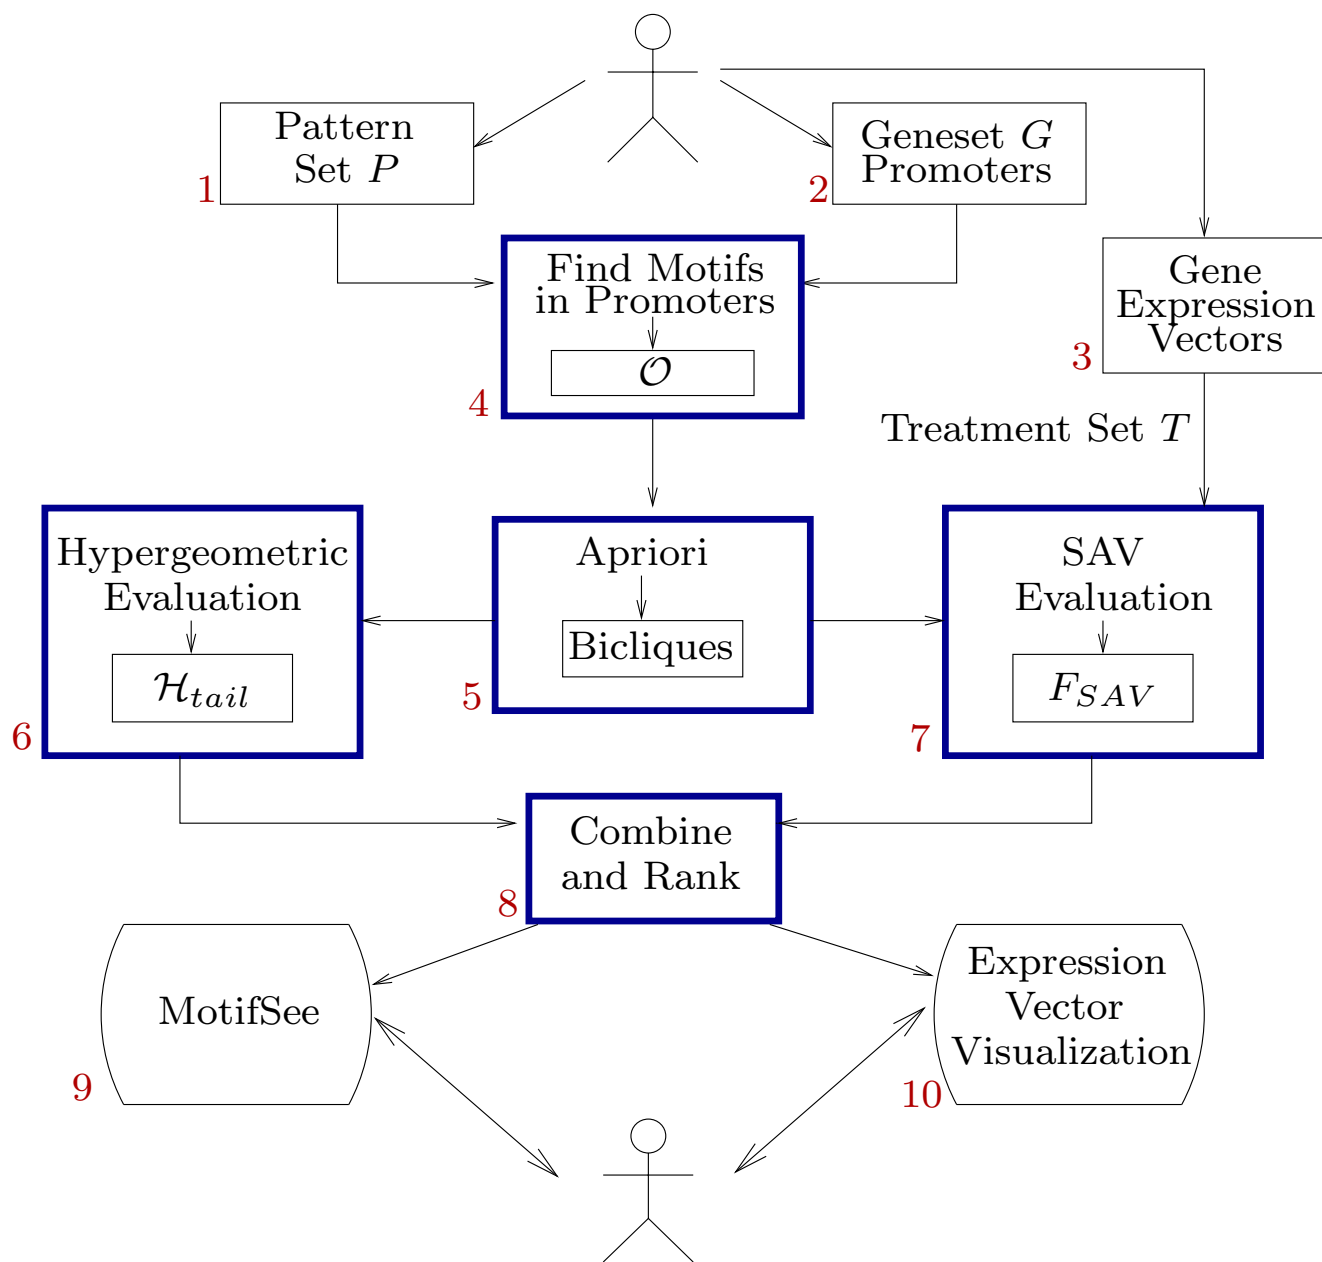 Pattern
Set P
1
Geneset G
Promoters
2
Gene
Expression
Vectors
3
Find Motifs
in Promoters
𝒪
4
Treatment Set T
Hypergeometric
Evaluation
ℋtail
6
Apriori
Bicliques
5
SAV
Evaluation
FSAV
7
Combine
and Rank
8
MotifSee
9
Expression
Vector
Visualization
10